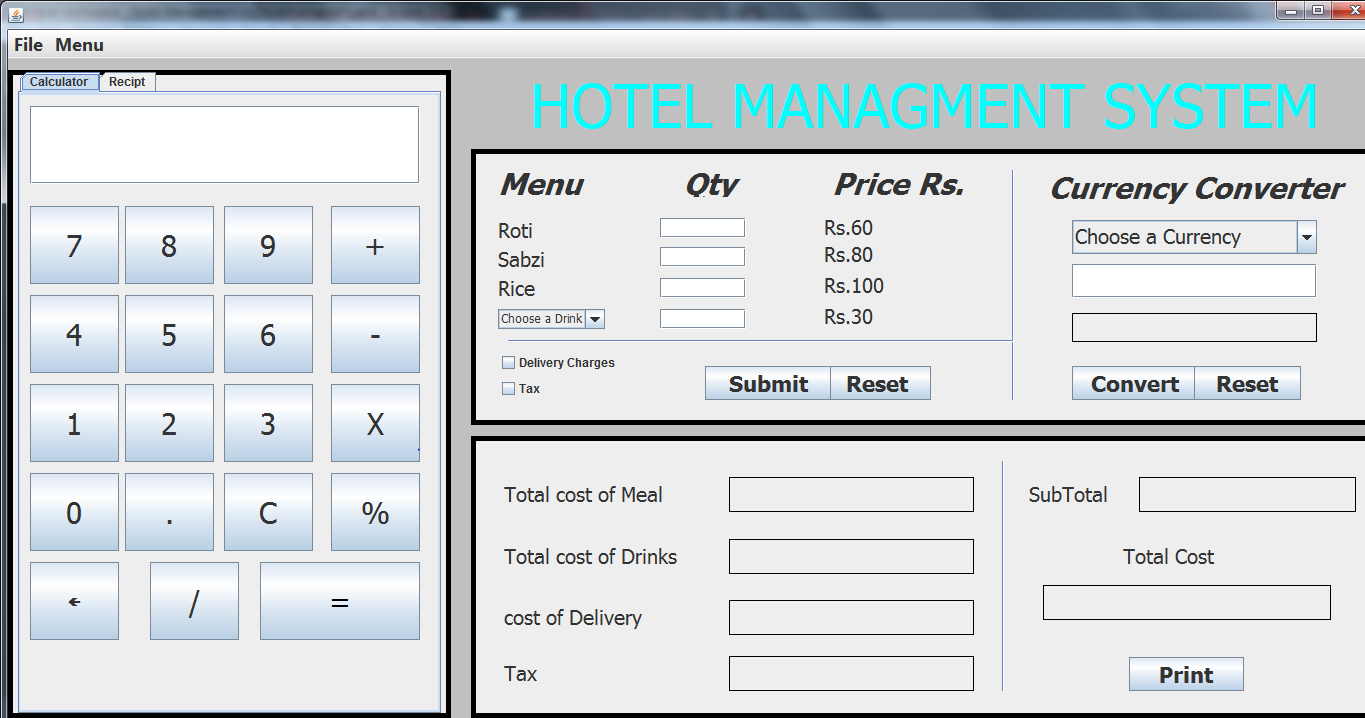 File Menu
Calculator Recipt
7 8 9 +
4 5 6 -
1 2 3 X
0 . C %
← / =
HOTEL MANAGMENT SYSTEM
Menu Qty Price Rs.
Roti Rs.60
Sabzi Rs.80
Rice Rs.100
Choose a Drink Rs.30
Delivery Charges
Tax
Submit Reset
Currency Converter
Choose a Currency
Convert Reset
Total cost of Meal
Total cost of Drinks
cost of Delivery
Tax
SubTotal
Total Cost
Print